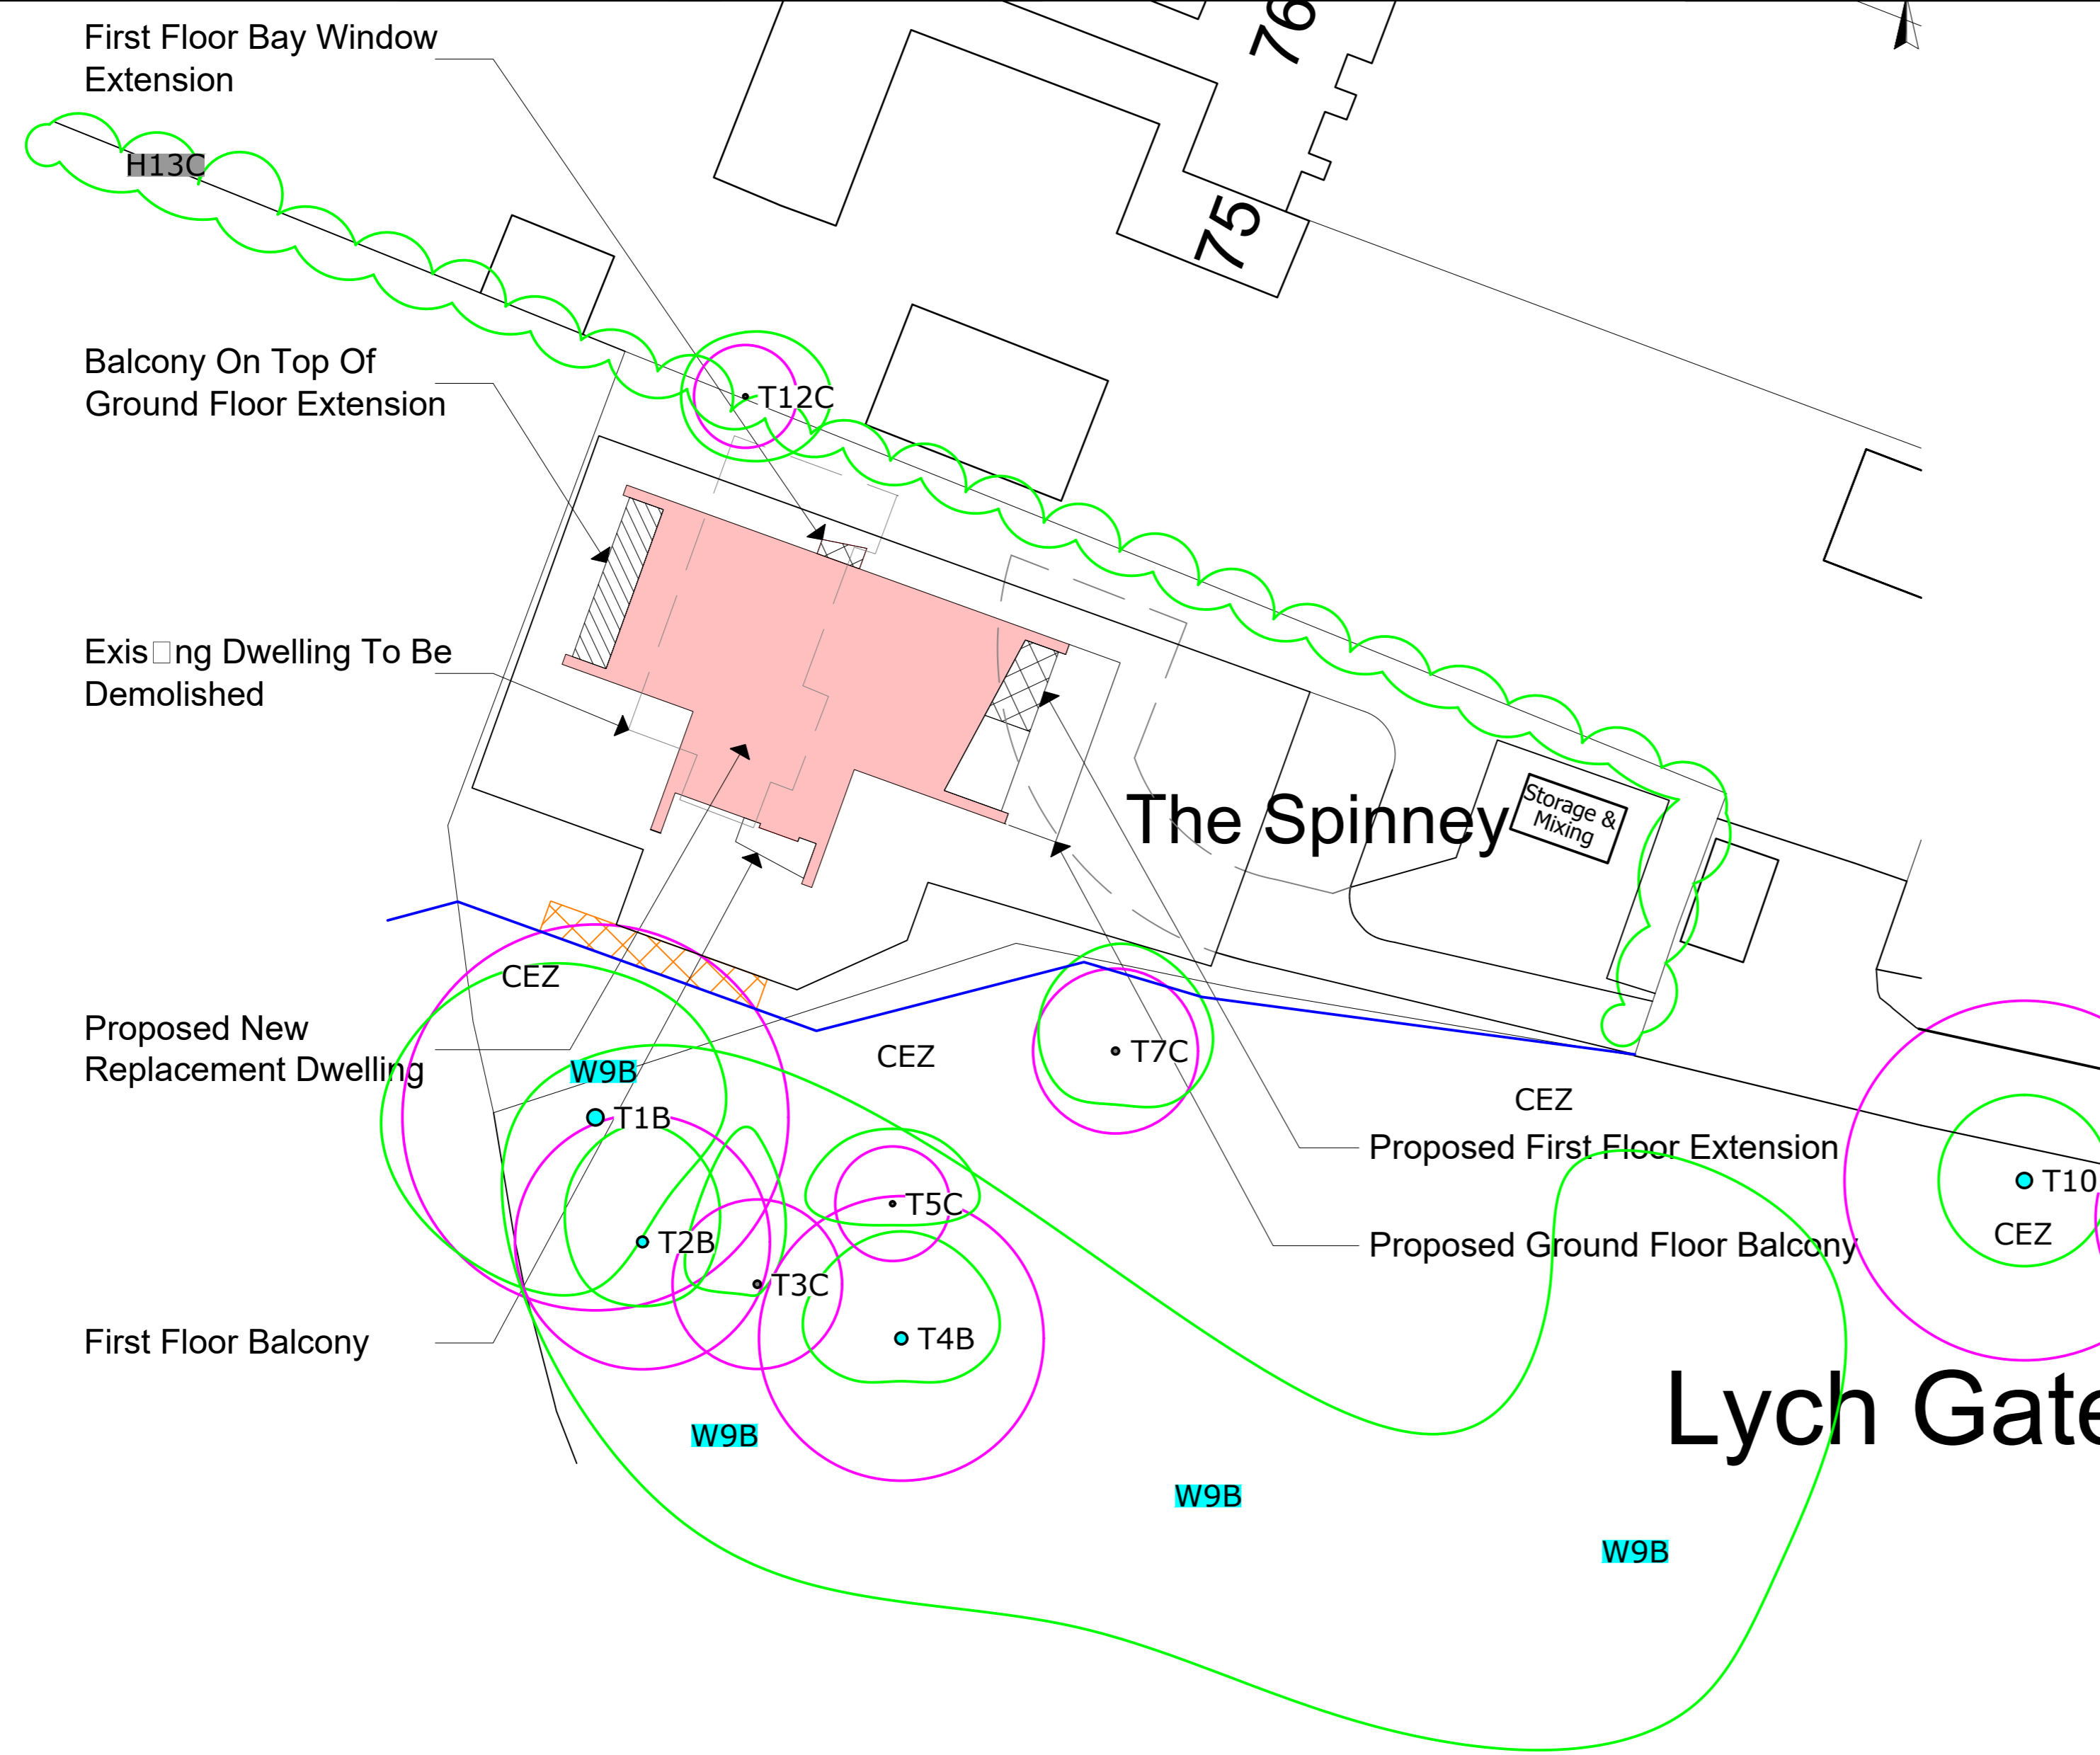 First Floor Bay Window
Extension
76
H13C
75
Balcony On Top Of
Ground Floor Extension
T12C
Exis□ng Dwelling To Be
Demolished
The Spinney
Storage &
Mixing
CEZ
Proposed New
Replacement Dwelling
W9B
CEZ
T7C
CEZ
T1B
Proposed First Floor Extension
T10
T5C
CEZ
T2B
Proposed Ground Floor Balcony
T3C
First Floor Balcony
T4B
Lych Gate
W9B
W9B
W9B